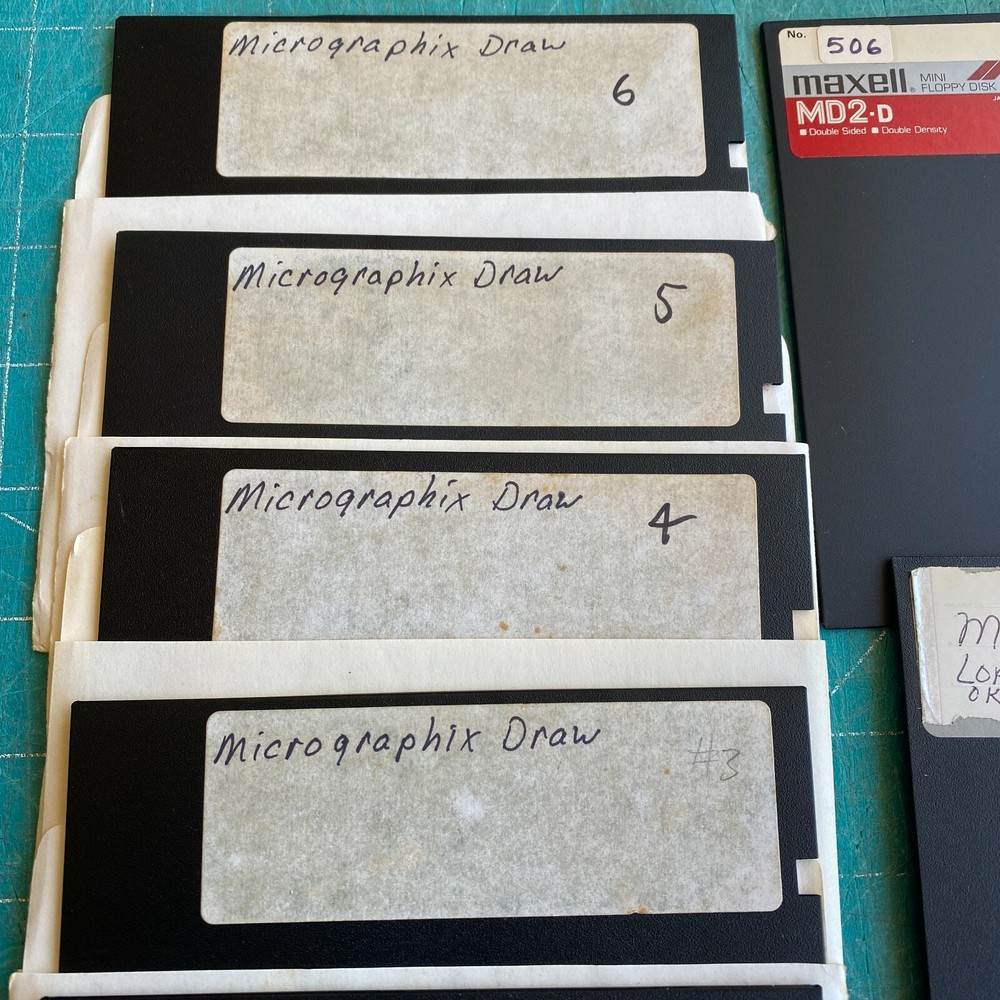 Micrographix Draw
6
Micrographix Draw
5
Micrographix Draw
4
Micrographix Draw
#3
No. 506
maxell MINI FLOPPY DISK
MD2-D
Double Sided Double Density
OK